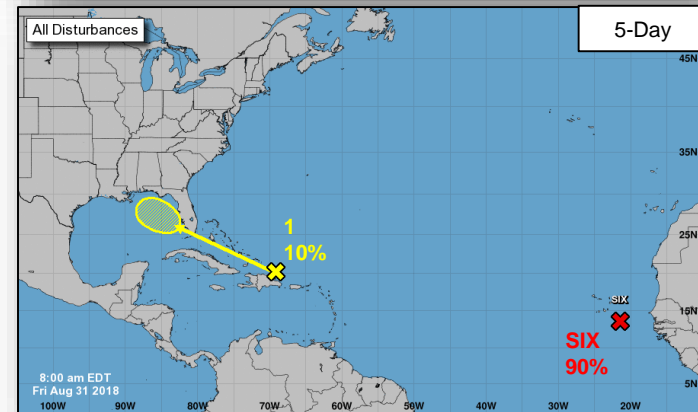 All Disturbances
5-Day
45N
35N
1
10%
25N
SIX
15N
SIX
90%
8:00 am EDT
Fri Aug 31 2018
5N
100W 90W 80W 70W 60W 50W 40W 30W 20W